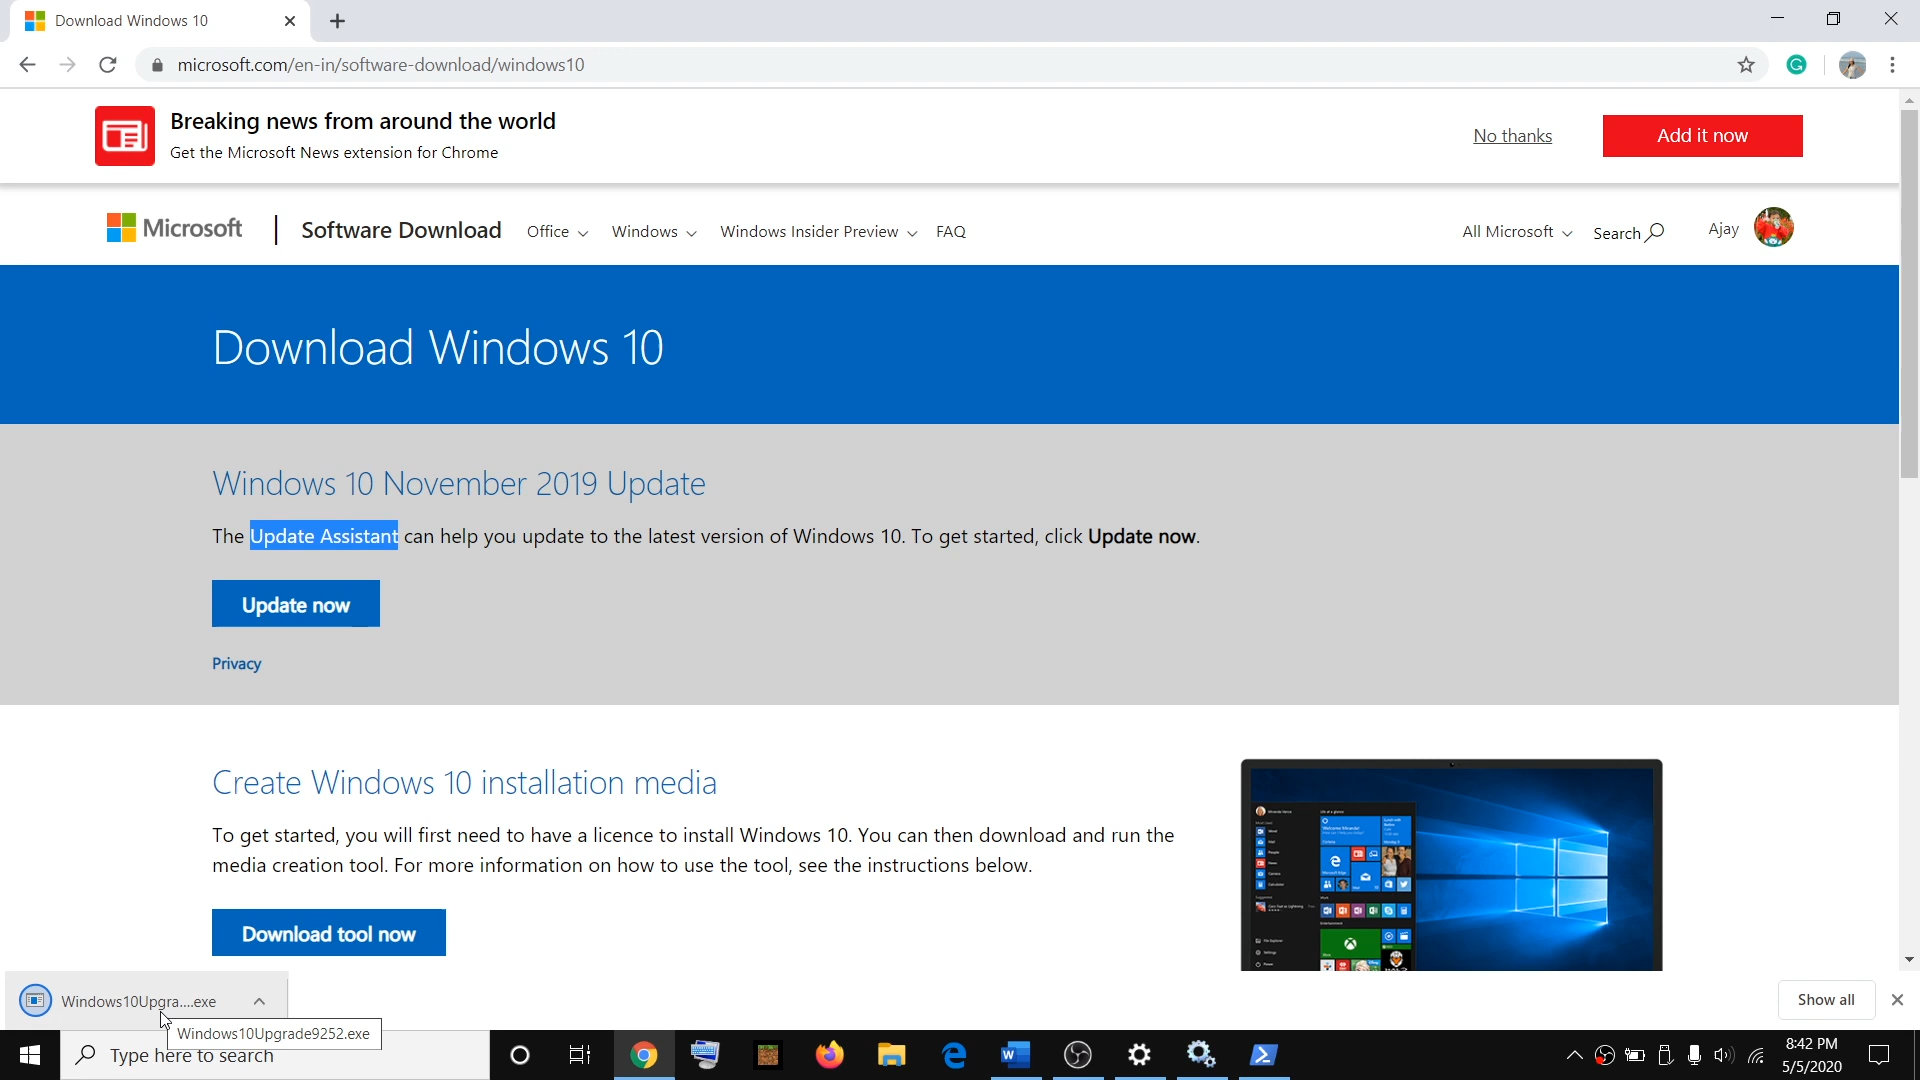 Download Windows 10
microsoft.com/en-in/software-download/windows10
Breaking news from around the world
Get the Microsoft News extension for Chrome
No thanks
Add it now
Microsoft
Software Download
Office
Windows
Windows Insider Preview
FAQ
All Microsoft
Search
Ajay
Download Windows 10
Windows 10 November 2019 Update
The Update Assistant can help you update to the latest version of Windows 10. To get started, click Update now.
Update now
Privacy
Create Windows 10 installation media
To get started, you will first need to have a licence to install Windows 10. You can then download and run the
media creation tool. For more information on how to use the tool, see the instructions below.
Download tool now
Windows10Upgra....exe
Show all
Windows10Upgrade9252.exe
Type here to search
8:42 PM
5/5/2020